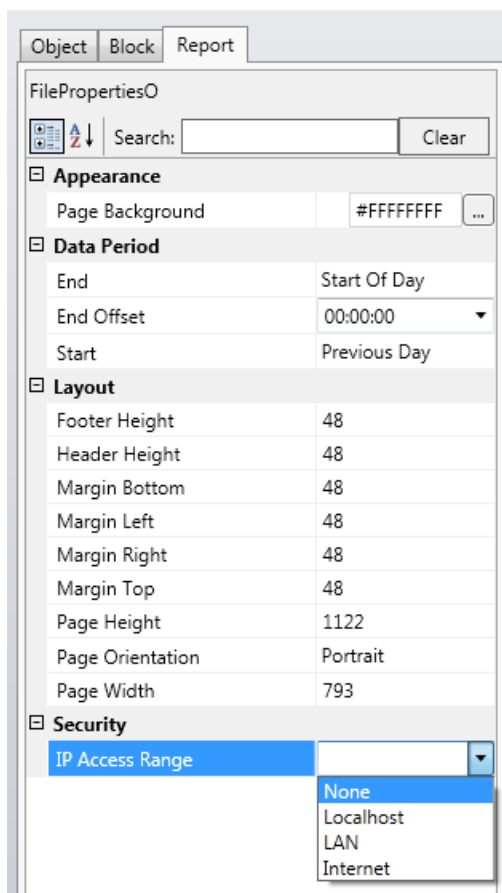 Object Block Report
FilePropertiesO
A Z Search: Clear
Appearance
Page Background #FFFFFFFF ...
Data Period
End Start Of Day
End Offset 00:00:00
Start Previous Day
Layout
Footer Height 48
Header Height 48
Margin Bottom 48
Margin Left 48
Margin Right 48
Margin Top 48
Page Height 1122
Page Orientation Portrait
Page Width 793
Security
IP Access Range
None
Localhost
LAN
Internet